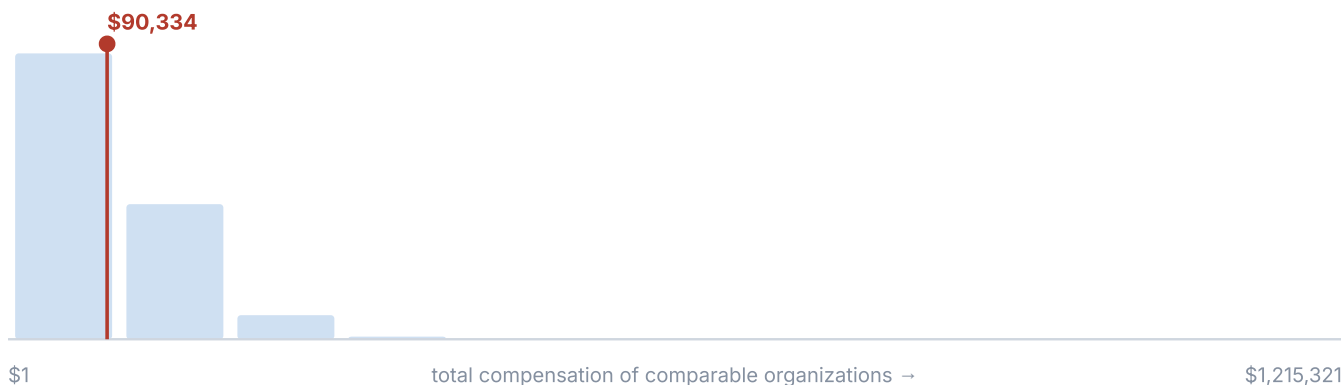 $90,334
$1 total compensation of comparable organizations → $1,215,321